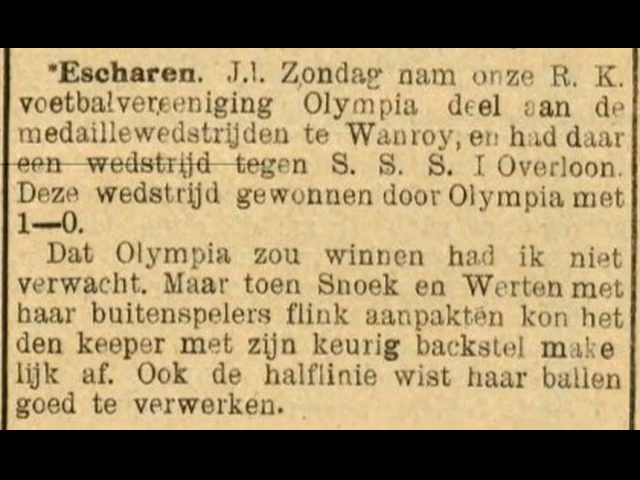 *Escharen. J.l. Zondag nam onze R. K.
voetbalvereeniging Olympia deel aan de
medaillewedstrijden te Wanroy, en had daar
een wedstrijd tegen S. S. S. I Overloon.
Deze wedstrijd gewonnen door Olympia met
1—0.
Dat Olympia zou winnen had ik niet
verwacht. Maar toen Snoek en Werten met
haar buitenspelers flink aanpakten kon het
den keeper met zijn keurig backstel make
lijk af. Ook de halflinie wist haar ballen
goed te verwerken.